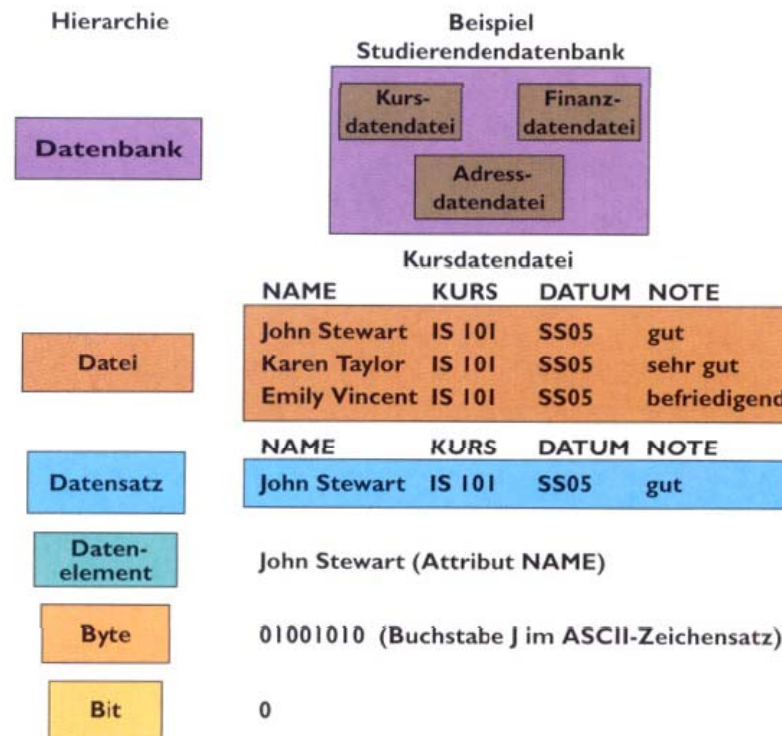 Hierarchie
Beispiel
Studierendendatenbank
Datenbank
Kurs-
datendatei
Finanz-
datendatei
Adress-
datendatei
Kursdatendatei
NAME KURS DATUM NOTE
Datei
John Stewart IS 101 SS05 gut
Karen Taylor IS 101 SS05 sehr gut
Emily Vincent IS 101 SS05 befriedigend
NAME KURS DATUM NOTE
Datensatz
John Stewart IS 101 SS05 gut
Daten-
element
John Stewart (Attribut NAME)
Byte
01001010 (Buchstabe J im ASCII-Zeichensatz)
Bit
0